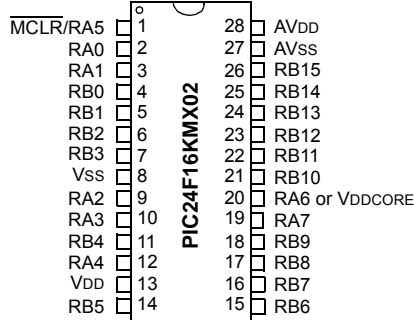 MCLR/RA5 1 28 AVDD
RA0 2 27 AVSS
RA1 3 26 RB15
RB0 4 25 RB14
RB1 5 24 RB13
RB2 6 23 RB12
RB3 7 22 RB11
VSS 8 21 RB10
RA2 9 20 RA6 or VDDCORE
RA3 10 19 RA7
RB4 11 18 RB9
RA4 12 17 RB8
VDD 13 16 RB7
RB5 14 15 RB6
PIC24F16KMX02